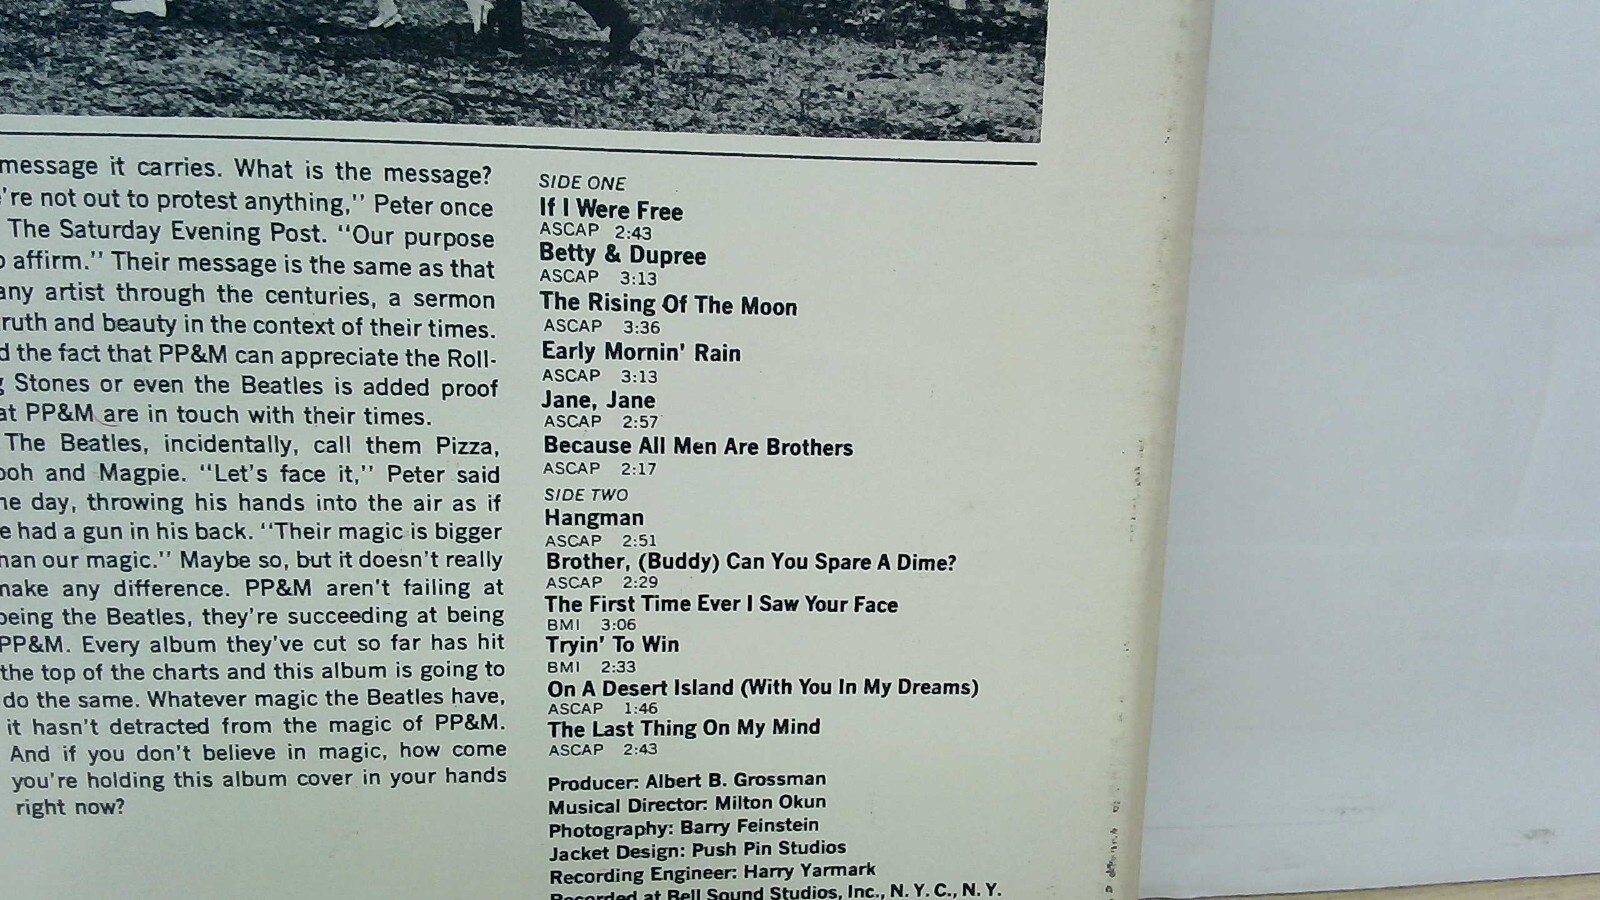 message it carries. What is the message?
're not out to protest anything,'' Peter once
The Saturday Evening Post. "Our purpose
affirm.'' Their message is the same as that
any artist through the centuries, a sermon
truth and beauty in the context of their times.
the fact that PP&M can appreciate the Roll-
Stones or even the Beatles is added proof
at PP&M are in touch with their times.
The Beatles, incidentally, call them Pizza,
ooh and Magpie. "Let's face it,'' Peter said
ne day, throwing his hands into the air as if
e had a gun in his back. "Their magic is bigger
han our magic.'' Maybe so, but it doesn't really
make any difference. PP&M aren't failing at
being the Beatles, they're succeeding at being
PP&M. Every album they've cut so far has hit
the top of the charts and this album is going to
do the same. Whatever magic the Beatles have,
it hasn't detracted from the magic of PP&M.
And if you don't believe in magic, how come
you're holding this album cover in your hands
right now?
SIDE ONE
If I Were Free
ASCAP 2:43
Betty & Dupree
ASCAP 3:13
The Rising Of The Moon
ASCAP 3:36
Early Mornin' Rain
ASCAP 3:13
Jane, Jane
ASCAP 2:57
Because All Men Are Brothers
ASCAP 2:17
SIDE TWO
Hangman
ASCAP 2:51
Brother, (Buddy) Can You Spare A Dime?
ASCAP 2:29
The First Time Ever I Saw Your Face
BMI 3:06
Tryin' To Win
BMI 2:33
On A Desert Island (With You In My Dreams)
ASCAP 1:46
The Last Thing On My Mind
ASCAP 2:43
Producer: Albert B. Grossman
Musical Director: Milton Okun
Photography: Barry Feinstein
Jacket Design: Push Pin Studios
Recording Engineer: Harry Yarmark
Recorded at Bell Sound Studios, Inc., N.Y.C., N.Y.